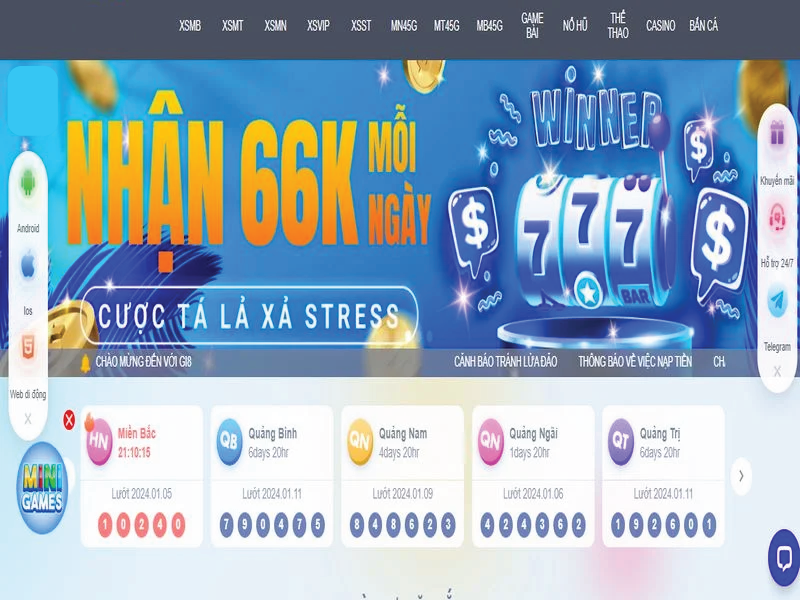 XSMB XSMT XSMN XSVIP XSST MN45G MT45G MB45G GAME BÀI NỔ HŨ THỂ THAO CASINO BẮN CÁ
NHẬN 66K MỖI NGÀY
CƯỢC TÁ LẢ XẢ STRESS
WINNER
$
$
$
7 7 7
BAR
Android
Ios
Web di động
X
Khuyến mãi
Hỗ trợ 24/7
Telegram
X
CHÀO MỪNG ĐẾN VỚI GI8 CẢNH BÁO TRÁNH LỪA ĐẢO THÔNG BÁO VỀ VIỆC NẠP TIỀN
MINI
GAMES
HN Miền Bắc
21:10:15
Lướt 2024.01.05
1 0 2 4 0
QB Quảng Bình
6days 20hr
Lướt 2024.01.11
7 9 0 4 7 5
QN Quảng Nam
4days 20hr
Lướt 2024.01.09
8 4 8 6 2 3
QN Quảng Ngãi
1days 20hr
Lướt 2024.01.06
4 2 4 3 6 2
QT Quảng Trị
6days 20hr
Lướt 2024.01.11
1 9 2 6 0 1